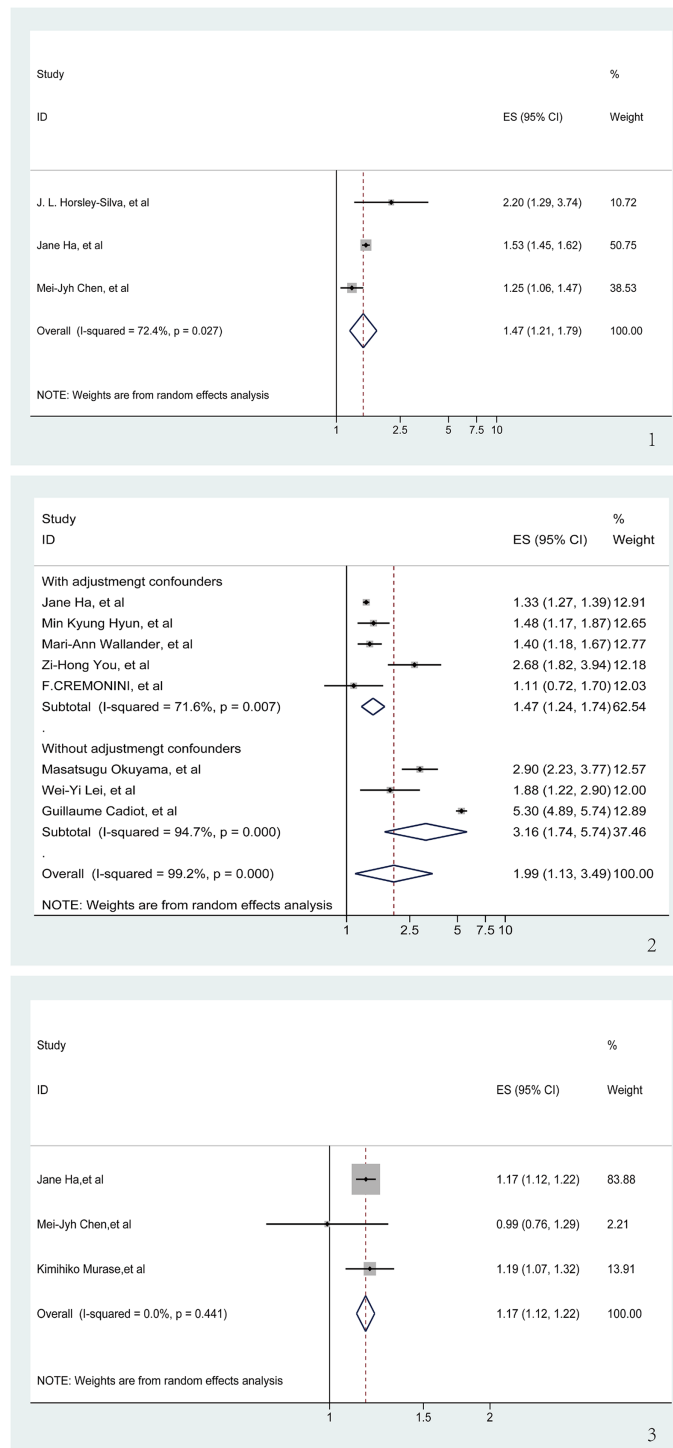 Study %
ID ES (95% CI) Weight
J. L. Horsley-Silva, et al 2.20 (1.29, 3.74) 10.72
Jane Ha, et al 1.53 (1.45, 1.62) 50.75
Mei-Jyh Chen, et al 1.25 (1.06, 1.47) 38.53
Overall (I-squared = 72.4%, p = 0.027) 1.47 (1.21, 1.79) 100.00
NOTE: Weights are from random effects analysis
1 2.5 5 7.5 10
1
Study %
ID ES (95% CI) Weight
With adjustmengt confounders
Jane Ha, et al 1.33 (1.27, 1.39) 12.91
Min Kyung Hyun, et al 1.48 (1.17, 1.87) 12.65
Mari-Ann Wallander, et al 1.40 (1.18, 1.67) 12.77
Zi-Hong You, et al 2.68 (1.82, 3.94) 12.18
F.CREMONINI, et al 1.11 (0.72, 1.70) 12.03
Subtotal (I-squared = 71.6%, p = 0.007) 1.47 (1.24, 1.74) 62.54
.
Without adjustmengt confounders
Masatsugu Okuyama, et al 2.90 (2.23, 3.77) 12.57
Wei-Yi Lei, et al 1.88 (1.22, 2.90) 12.00
Guillaume Cadiot, et al 5.30 (4.89, 5.74) 12.89
Subtotal (I-squared = 94.7%, p = 0.000) 3.16 (1.74, 5.74) 37.46
.
Overall (I-squared = 99.2%, p = 0.000) 1.99 (1.13, 3.49) 100.00
NOTE: Weights are from random effects analysis
1 2.5 5 7.5 10
2
Study %
ID ES (95% CI) Weight
Jane Ha,et al 1.17 (1.12, 1.22) 83.88
Mei-Jyh Chen,et al 0.99 (0.76, 1.29) 2.21
Kimihiko Murase,et al 1.19 (1.07, 1.32) 13.91
Overall (I-squared = 0.0%, p = 0.441) 1.17 (1.12, 1.22) 100.00
NOTE: Weights are from random effects analysis
1 1.5 2
3